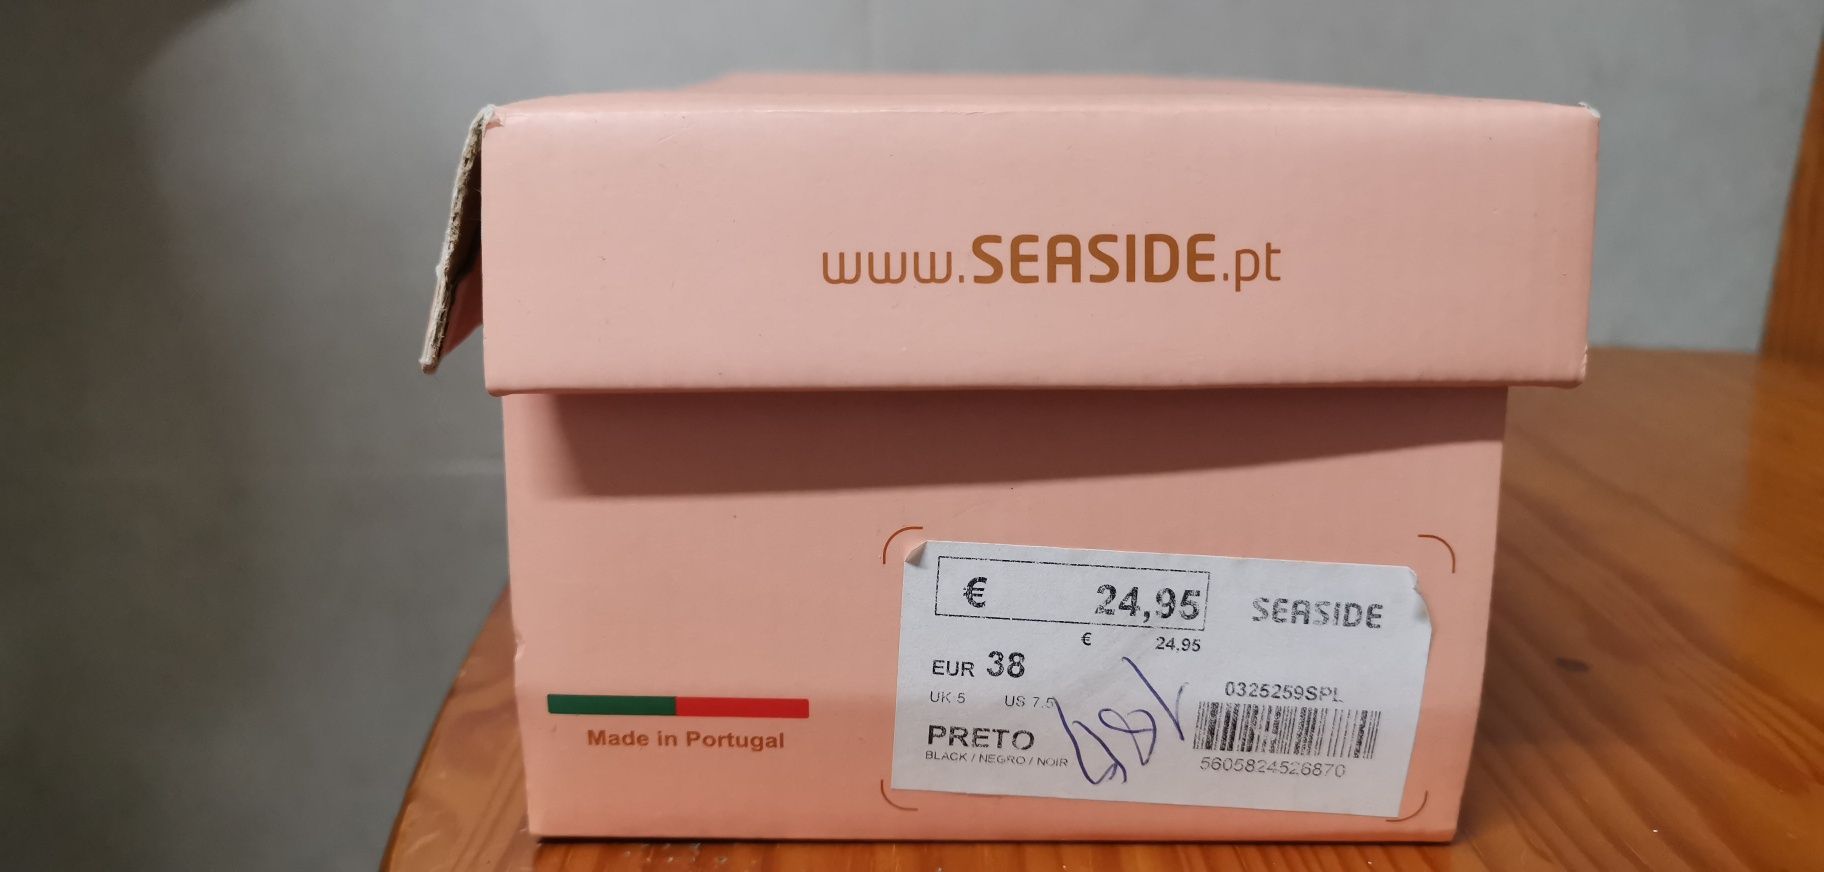 www.SEASIDE.pt
€ 24,95
SEASIDE
€ 24,95
EUR 38
UK 5 US 7.5
0325259SPL
PRETO
BLACK / NEGRO / NOIR
5605824526870
Made in Portugal